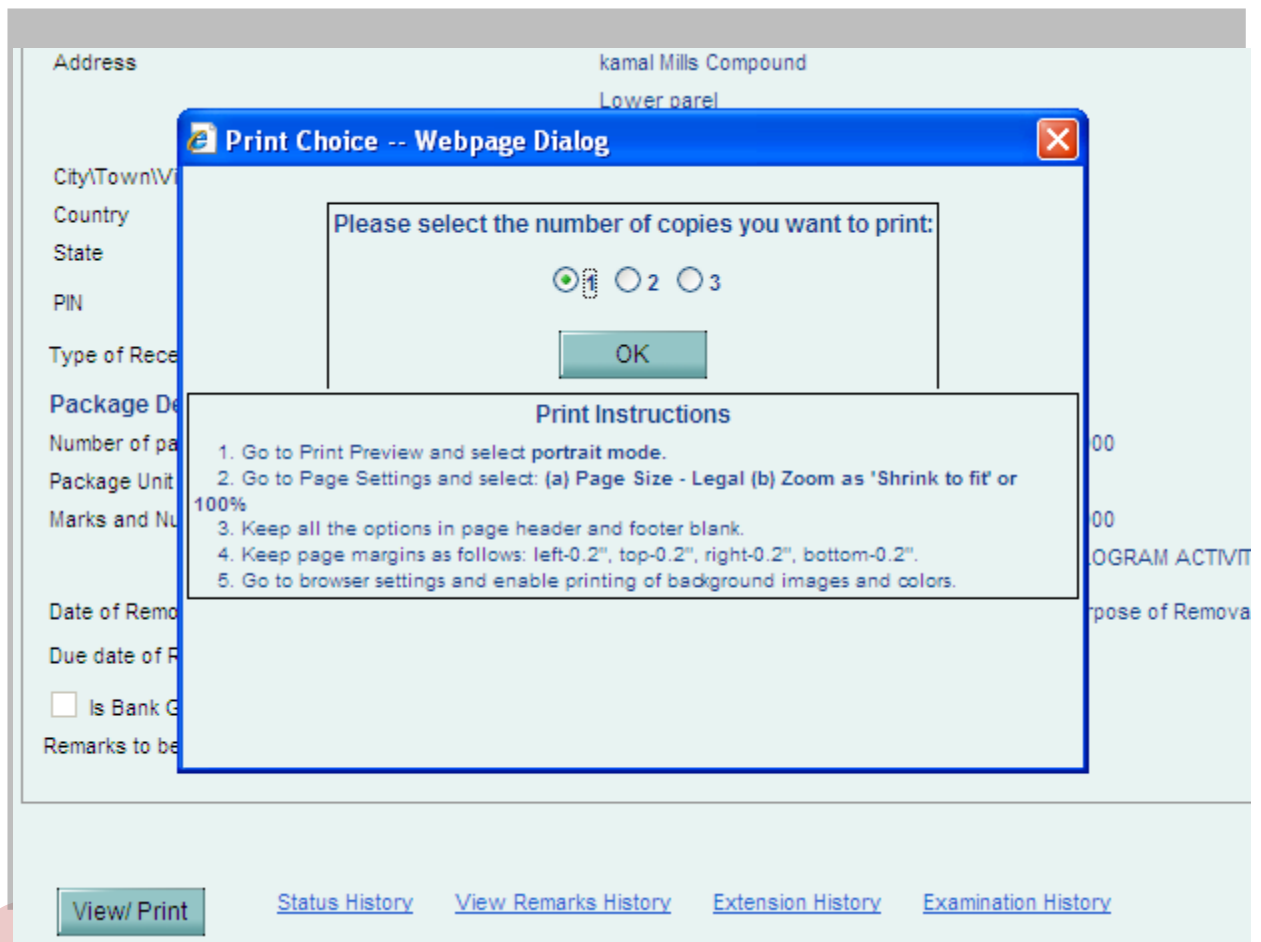 Address kamal Mills Compound
Lower parel
Print Choice -- Webpage Dialog
City\Town\Vi
Country
State
PIN
Type of Rece
Please select the number of copies you want to print:
1 2 3
OK
Package De
Number of pa
Package Unit
Marks and Nu
Date of Remo
Due date of R
Is Bank G
Remarks to be
Print Instructions
1. Go to Print Preview and select portrait mode.
2. Go to Page Settings and select: (a) Page Size - Legal (b) Zoom as 'Shrink to fit' or
100%
3. Keep all the options in page header and footer blank.
4. Keep page margins as follows: left-0.2", top-0.2", right-0.2", bottom-0.2".
5. Go to browser settings and enable printing of background images and colors.
00
00
OGRAM ACTIVIT
rpose of Remova
View/ Print Status History View Remarks History Extension History Examination History